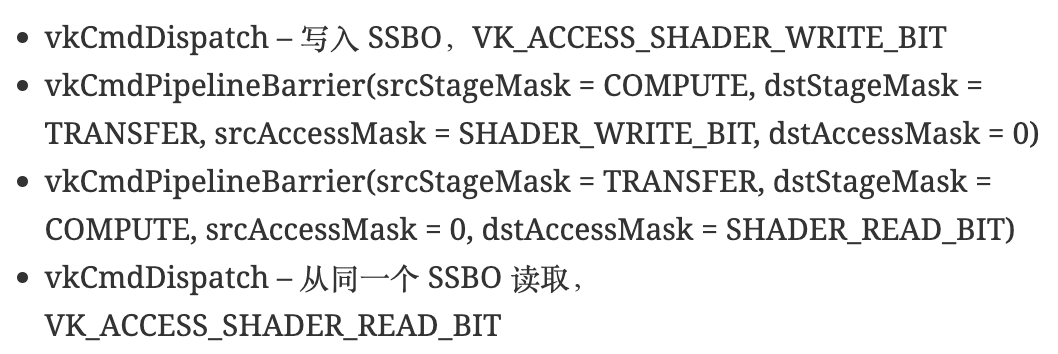 • vkCmdDispatch – 写入 SSBO，VK_ACCESS_SHADER_WRITE_BIT
• vkCmdPipelineBarrier(srcStageMask = COMPUTE, dstStageMask =
TRANSFER, srcAccessMask = SHADER_WRITE_BIT, dstAccessMask = 0)
• vkCmdPipelineBarrier(srcStageMask = TRANSFER, dstStageMask =
COMPUTE, srcAccessMask = 0, dstAccessMask = SHADER_READ_BIT)
• vkCmdDispatch – 从同一个 SSBO 读取，
VK_ACCESS_SHADER_READ_BIT